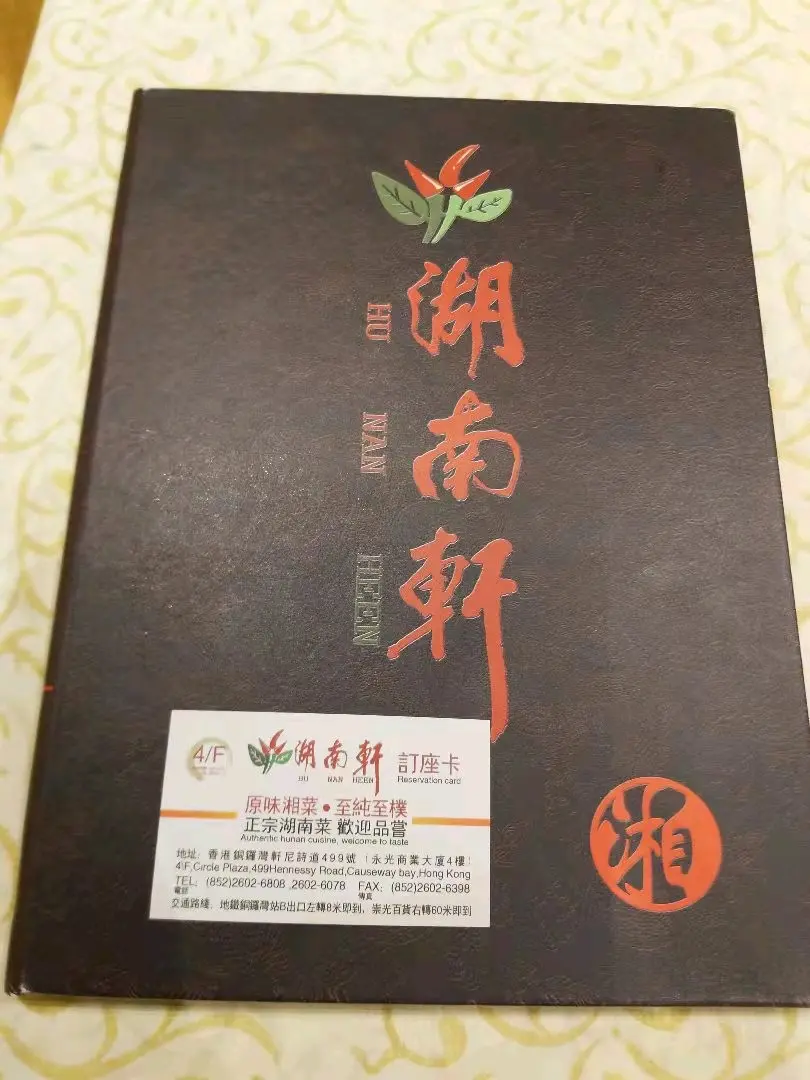 湖南軒
HU NAN HEEN
4/F
湖南軒
HU NAN HEEN
訂座卡
Reservation card
原味湘菜•至純至樸
正宗湖南菜 歡迎品嘗
Authentic hunan cuisine, welcome to taste
地址: 香港銅鑼灣軒尼詩道499號(永光商業大廈4樓)
4\F,Circle Plaza,499Hennessy Road,Causeway bay,Hong Kong
TEL: (852)2602-6808 ,2602-6078 FAX: (852)2602-6398
電話 傳真
交通路綫: 地鐵銅鑼灣站B出口左轉8米即到, 崇光百貨右轉60米即到
湘